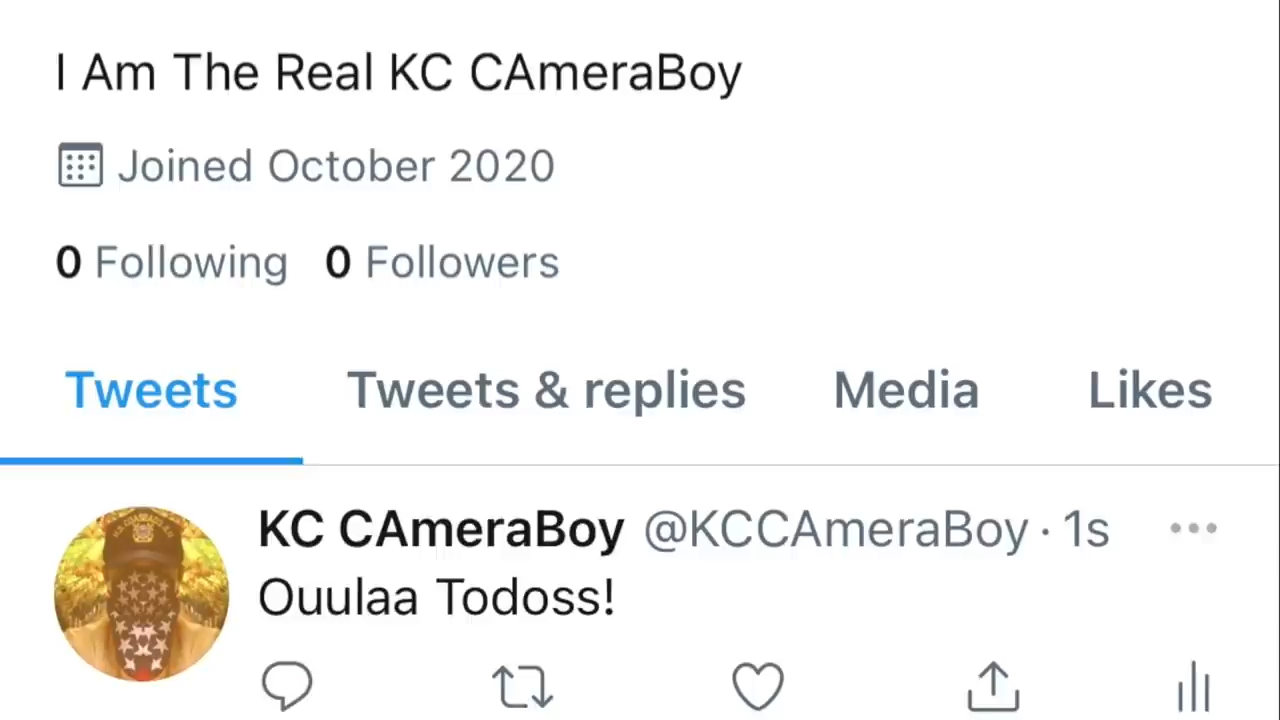 I Am The Real KC CAmeraBoy
Joined October 2020
0 Following 0 Followers
Tweets Tweets & replies Media Likes
KC CAmeraBoy @KCCAmeraBoy · 1s
Ouulaa Todoss!